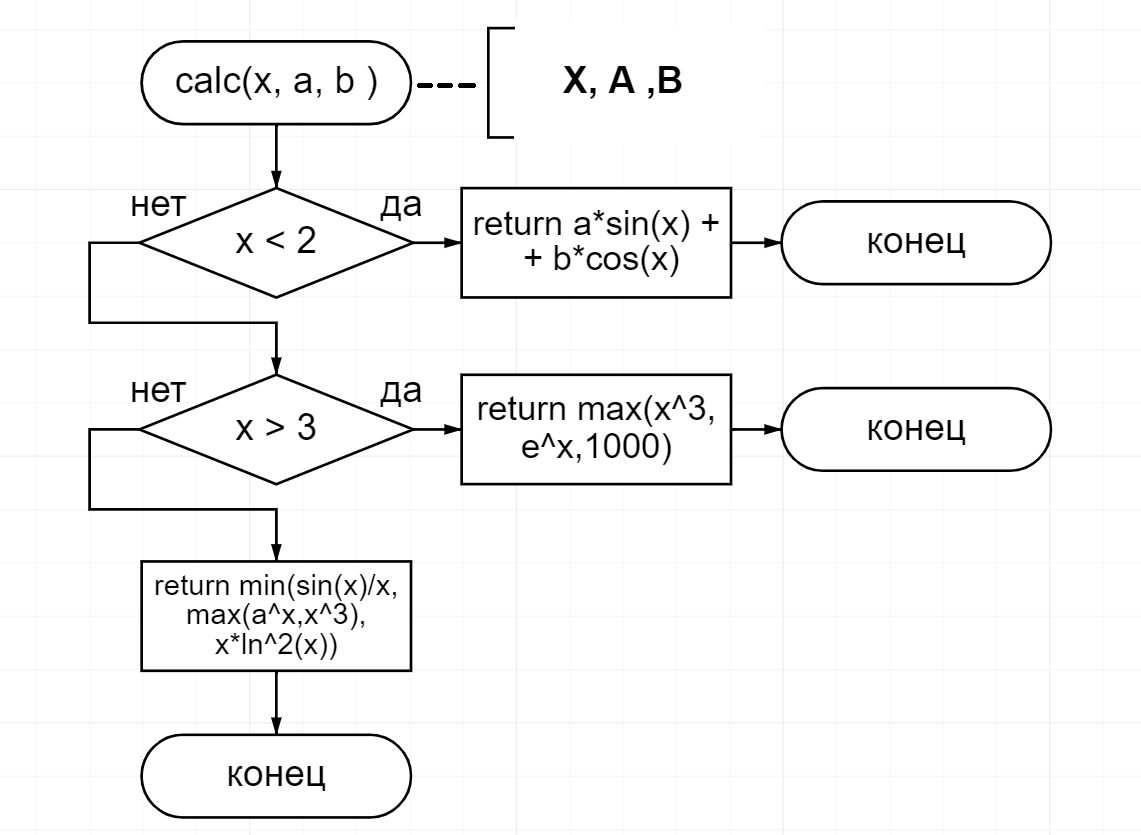 calc(x, a, b )
X, A ,B
нет
да
x < 2
return a*sin(x) +
+ b*cos(x)
конец
нет
да
x > 3
return max(x^3,
e^x,1000)
конец
return min(sin(x)/x,
max(a^x,x^3),
x*ln^2(x))
конец